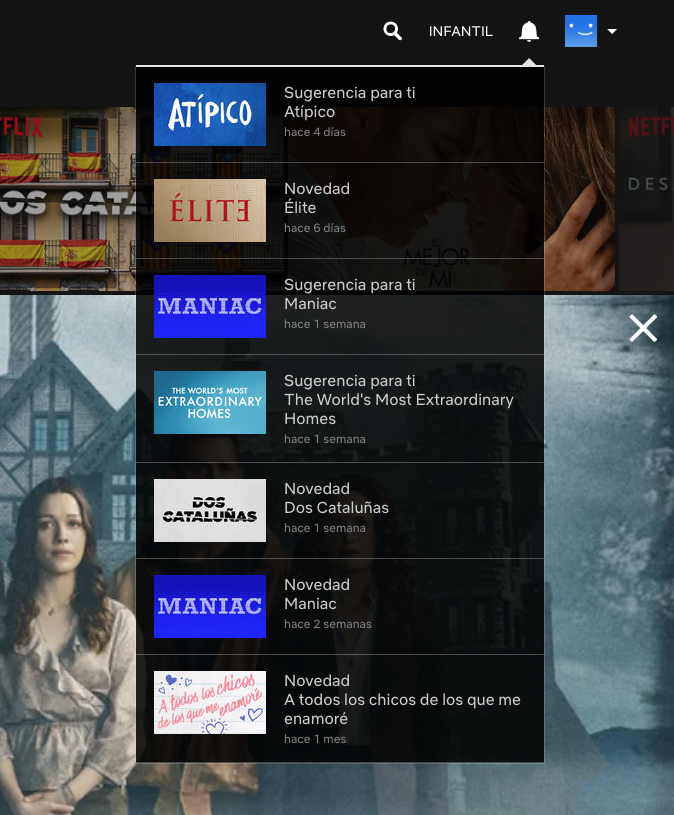 INFANTIL
NETFLIX
DOS CATA
LO
MEJOR
DE MÍ
NETF
DES
ATÍPICO
Sugerencia para ti
Atípico
hace 4 días
ÉLITE
Novedad
Élite
hace 6 días
MANIAC
Sugerencia para ti
Maniac
hace 1 semana
THE WORLD'S MOST
EXTRAORDINARY
HOMES
Sugerencia para ti
The World's Most Extraordinary
Homes
hace 1 semana
DOS
CATALUÑAS
Novedad
Dos Cataluñas
hace 1 semana
MANIAC
Novedad
Maniac
hace 2 semanas
A todos los chicos
de los que me enamoré
Novedad
A todos los chicos de los que me
enamoré
hace 1 mes